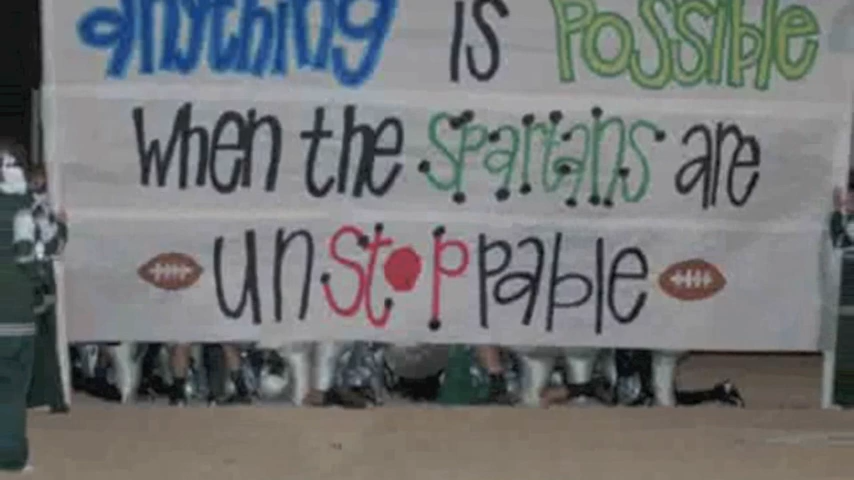 anything is Possible
when the Spartans are
unstoppable